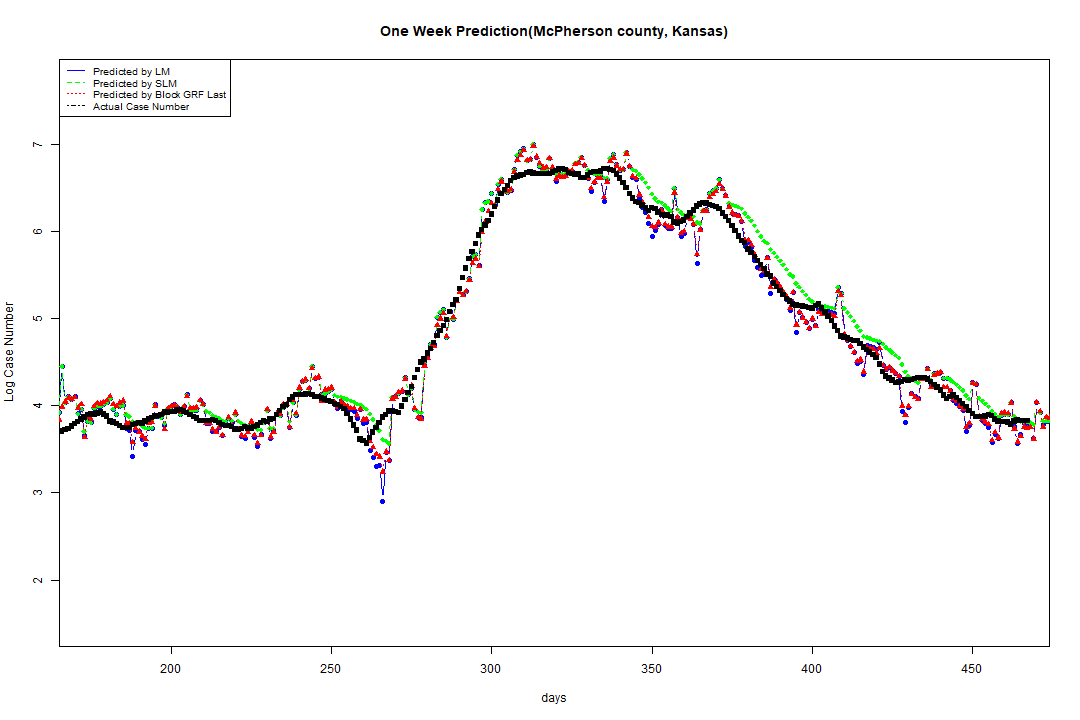 One Week Prediction(McPherson county, Kansas)
Predicted by LM
Predicted by SLM
Predicted by Block GRF Last
Actual Case Number
7
6
5
4
3
2
Log Case Number
200 250 300 350 400 450
days